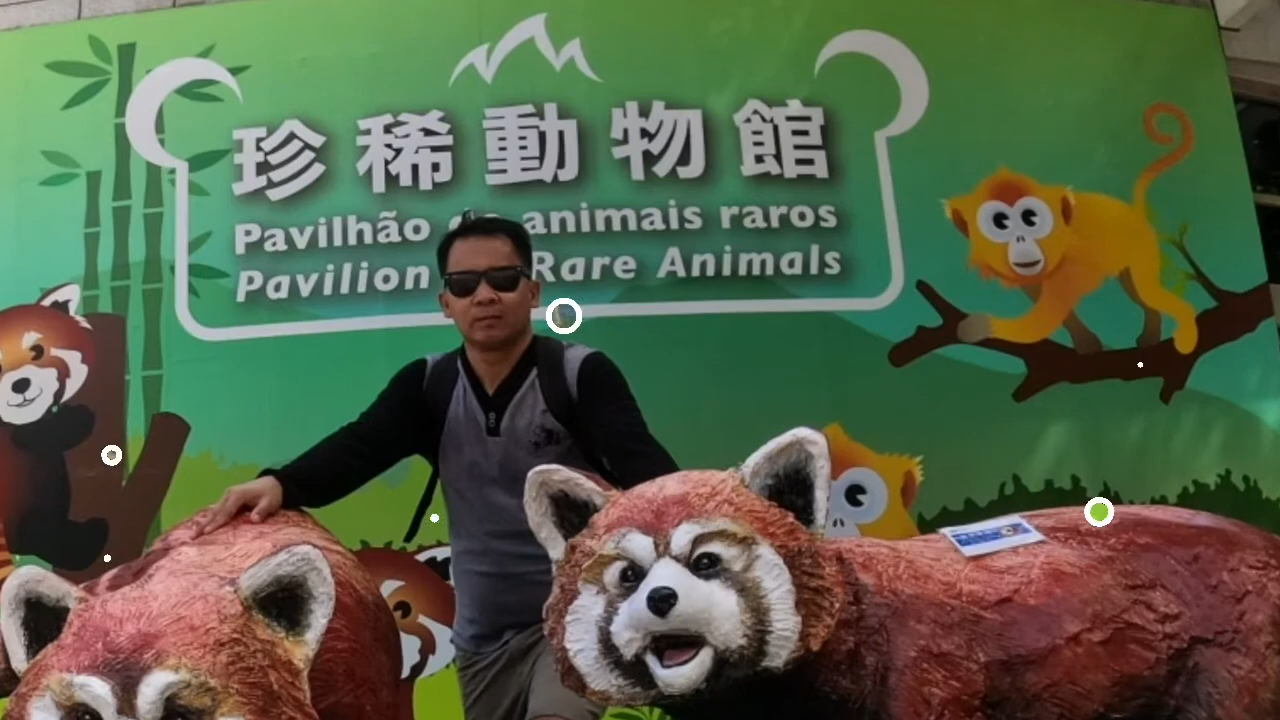 珍稀動物館
Pavilhão animais raros
Pavilion Rare Animals